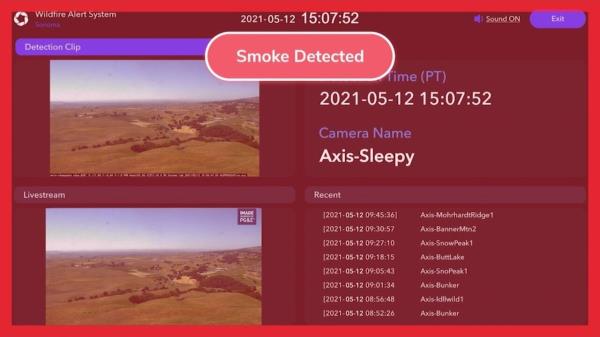 Wildfire Alert System
Sonoma
2021-05-12 15:07:52
Sound ON
Exit
Smoke Detected
Detection Clip
Time (PT)
2021-05-12 15:07:52
Camera Name
Axis-Sleepy
Livestream
IMAGE
PG&E
Recent
[2021-05-12 09:45:36] Axis-MohrhardtRidge1
[2021-05-12 09:30:57 Axis-BannerMtn2
[2021-05-12 09:27:10 Axis-SnowPeak1
[2021-05-12 09:18:15 Axis-ButtLake
[2021-05-12 09:05:43 Axis-SnoPeak1
[2021-05-12 09:01:34 Axis-Bunker
[2021-05-12 08:56:48 Axis-Idllwild1
[2021-05-12 08:52:26 Axis-Bunker